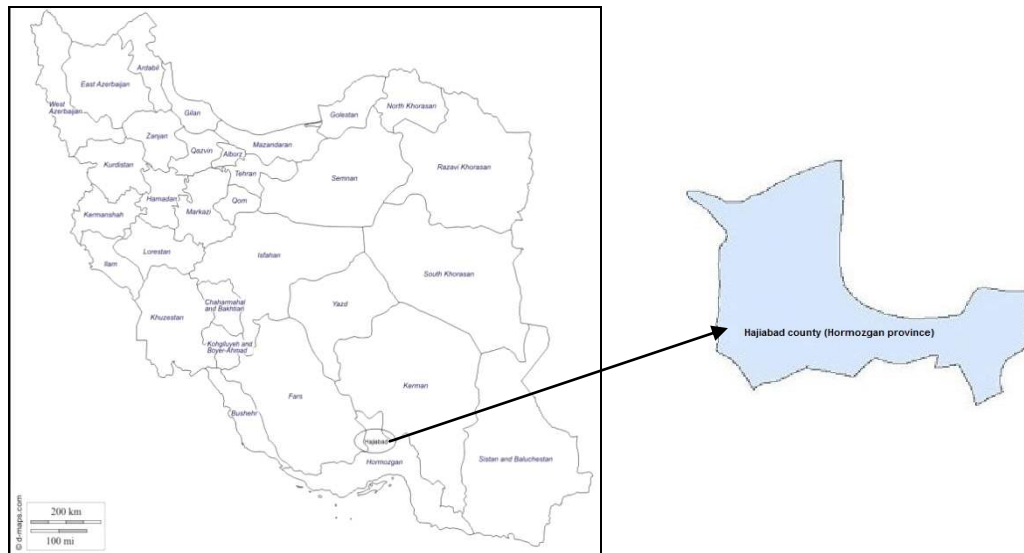 Ardabil
East Azerbaijan
West
Azerbaijan
Gilan
Golestan
North Khorasan
Zanjan
Mazandaran
Qazvin
Alborz
Tehran
Kurdistan
Semnan
Razavi Khorasan
Hamadan
Qom
Markazi
Kermanshah
Lorestan
Isfahan
Ilam
South Khorasan
Khuzestan
Chaharmahal
and Bakhtiari
Yazd
Kohgiluyeh and
Boyer-Ahmad
Kerman
Fars
Bushehr
Hajiabad
Hormozgan
Sistan and Baluchestan
© d-maps.com
200 km
100 mi
Hajiabad county (Hormozgan province)